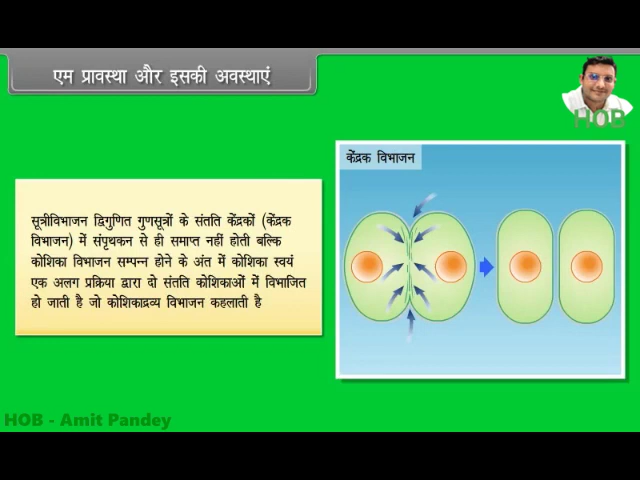 एम प्रावस्था और इसकी अवस्थाएं
HOB
केंद्रक विभाजन
सूत्रीविभाजन द्विगुणित गुणसूत्रों के संतति केंद्रकों (केंद्रक
विभाजन) में संपृथकन से ही समाप्त नहीं होती बल्कि
कोशिका विभाजन सम्पन्न होने के अंत में कोशिका स्वयं
एक अलग प्रक्रिया द्वारा दो संतति कोशिकाओं में विभाजित
हो जाती है जो कोशिकाद्रव्य विभाजन कहलाती है
HOB - Amit Pandey